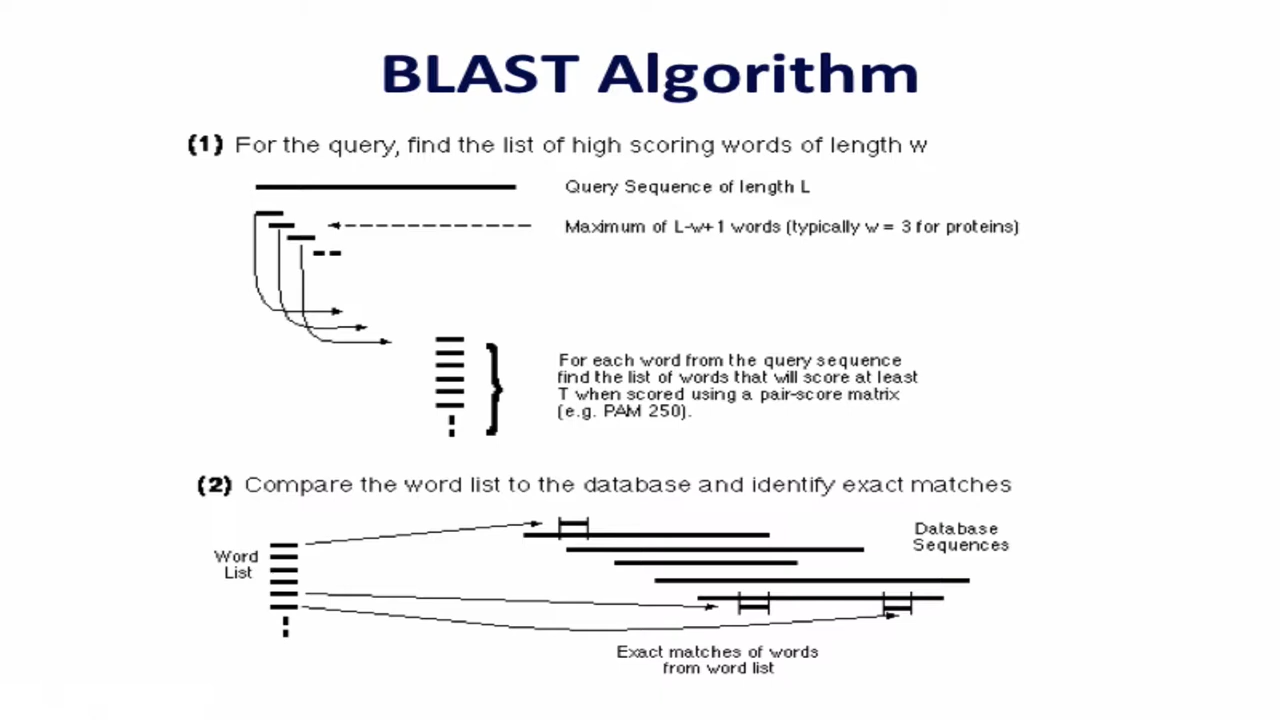 BLAST Algorithm
(1) For the query, find the list of high scoring words of length w
Query Sequence of length L
Maximum of L-w+1 words (typically w = 3 for proteins)
For each word from the query sequence
find the list of words that will score at least
T when scored using a pair-score matrix
(e.g. PAM 250).
(2) Compare the word list to the database and identify exact matches
Word
List
Database
Sequences
Exact matches of words
from word list